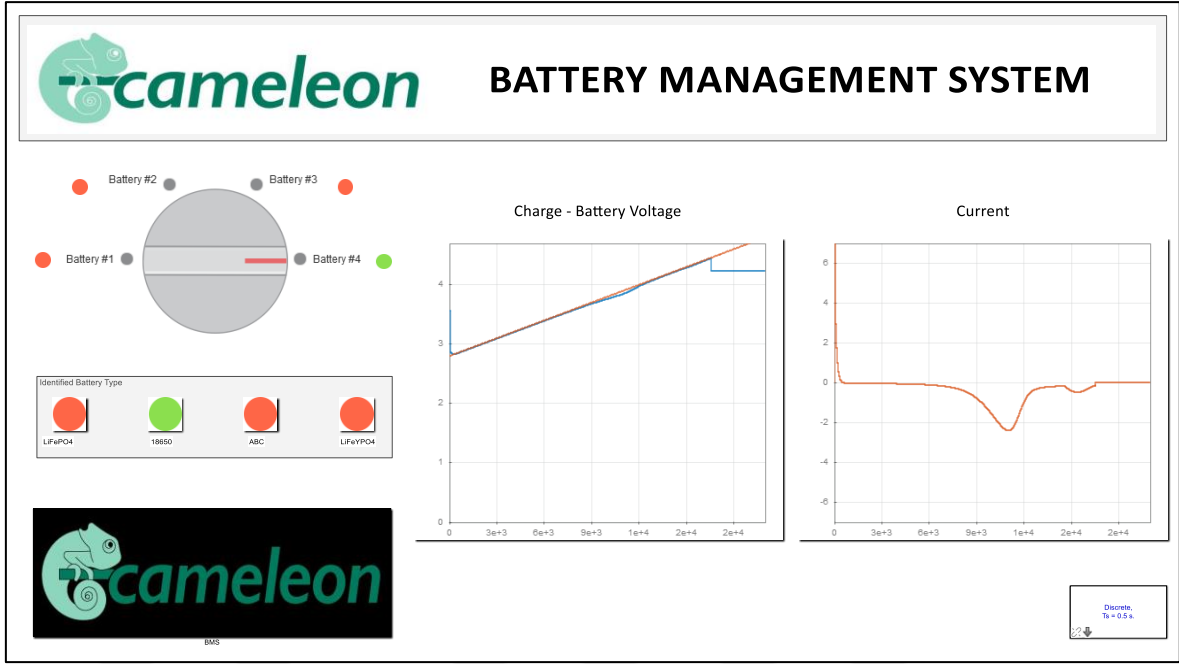 cameleon
BATTERY MANAGEMENT SYSTEM
Battery #2
Battery #3
Battery #1
Battery #4
Charge - Battery Voltage
4
3
2
1
0
0 3e+3 6e+3 9e+3 1e+4 2e+4 2e+4
Current
6
4
2
0
-2
-4
-6
0 3e+3 6e+3 9e+3 1e+4 2e+4 2e+4
Identified Battery Type
LiFePO4
18650
ABC
LiFeYPO4
cameleon
BMS
Discrete,
Ts = 0.5 s.